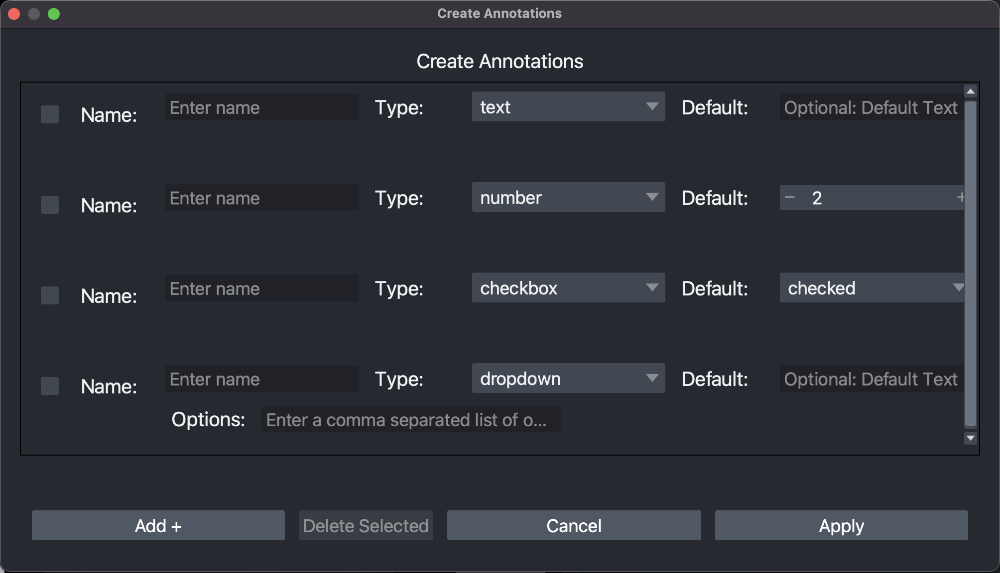 Create Annotations
Create Annotations
Name: Enter name Type: text Default: Optional: Default Text
Name: Enter name Type: number Default: − 2 +
Name: Enter name Type: checkbox Default: checked
Name: Enter name Type: dropdown Default: Optional: Default Text
Options: Enter a comma separated list of o...
Add + Delete Selected Cancel Apply